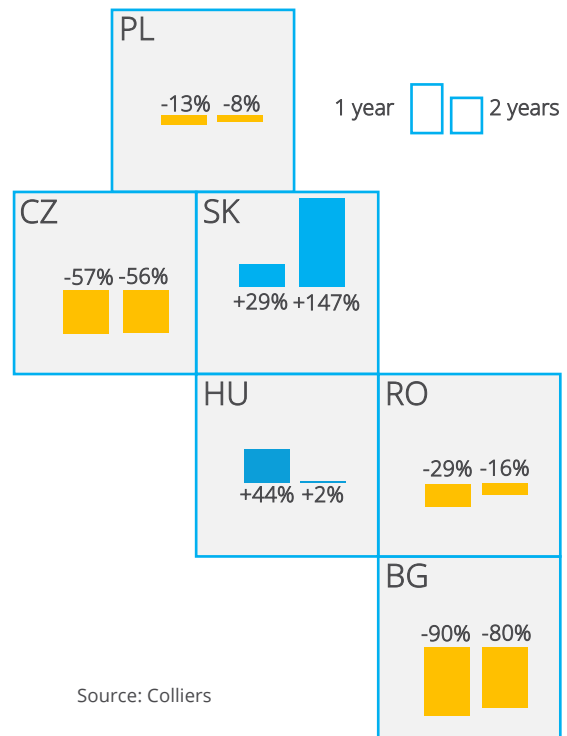 PL
-13% -8%
1 year 2 years
CZ
-57% -56%
SK
+29% +147%
HU
+44% +2%
RO
-29% -16%
BG
-90% -80%
Source: Colliers